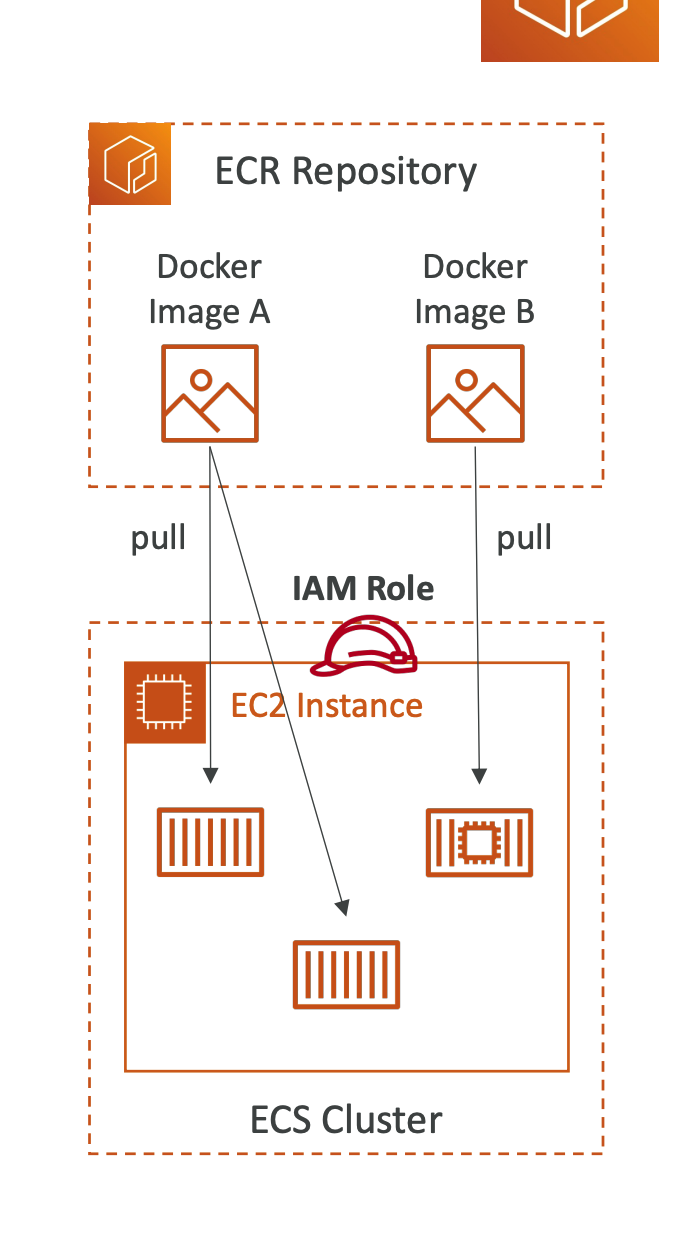 ECR Repository
Docker
Image A
Docker
Image B
pull
pull
IAM Role
EC2 Instance
ECS Cluster